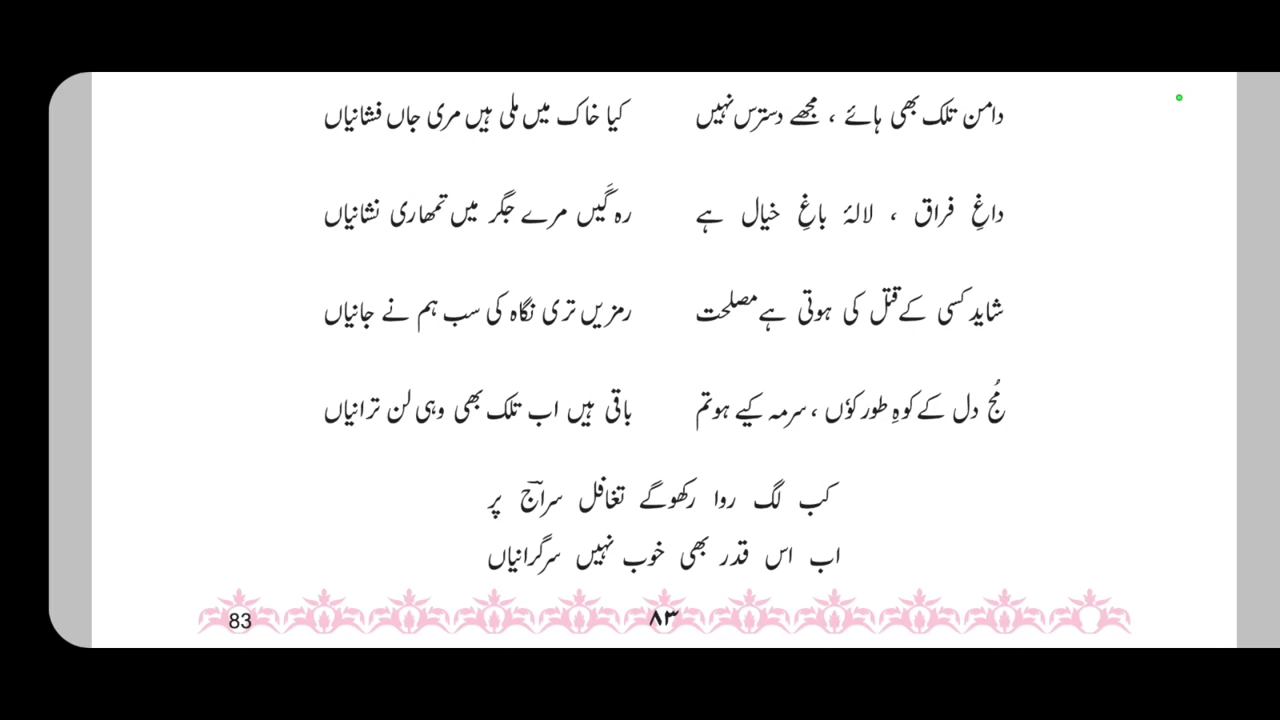 دامن تلک بھی ہائے ، مجھے دسترس نہیں کیا خاک میں ملی ہیں مری جاں فشانیاں
داغِ فراق ، لالۂ باغِ خیال ہے رہ گَیں مرے جگر میں تمھاری نشانیاں
شاید کسی کے قتل کی ہوتی ہے مصلحت رمزیں تری نگاہ کی سب ہم نے جانیاں
مُج دل کے کوہِ طور کوٗں ، سرمہ کیے ہو تم باقی ہیں اب تلک بھی وہی لن ترانیاں
کب لگ روا رکھوگے تغافل سراجؔ پر
اب اس قدر بھی خوب نہیں سرگرانیاں
83 ۸۳